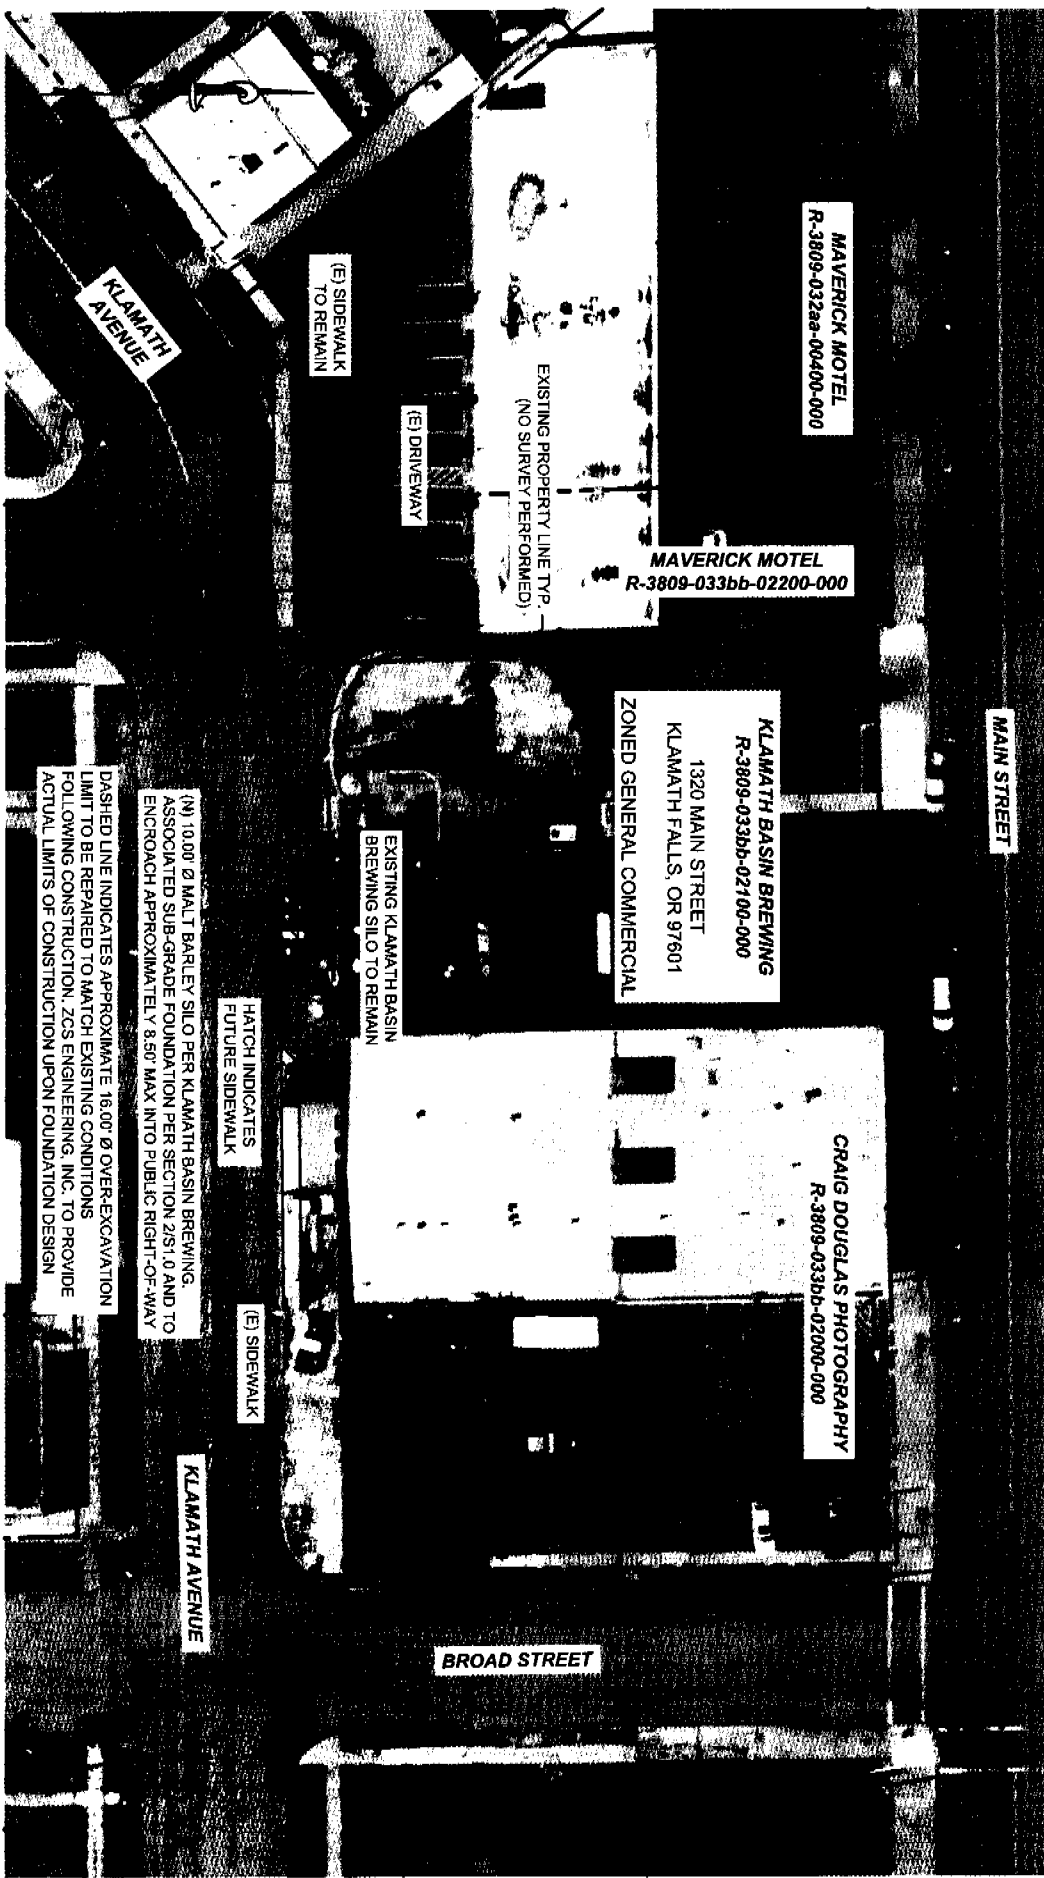 MAIN STREET
MAVERICK MOTEL
R-3809-032aa-00400-000
MAVERICK MOTEL
R-3809-033bb-02200-000
KLAMATH BASIN BREWING
R-3809-033bb-02100-000
1320 MAIN STREET
KLAMATH FALLS, OR 97601
ZONED GENERAL COMMERCIAL
CRAIG DOUGLAS PHOTOGRAPHY
R-3809-033bb-02000-000
EXISTING PROPERTY LINE TYP.
(NO SURVEY PERFORMED)
(E) DRIVEWAY
(E) SIDEWALK
TO REMAIN
KLAMATH
AVENUE
EXISTING KLAMATH BASIN
BREWING SILO TO REMAIN
HATCH INDICATES
FUTURE SIDEWALK
(E) SIDEWALK
(N) 10.00' Ø MALT BARLEY SILO PER KLAMATH BASIN BREWING.
ASSOCIATED SUB-GRADE FOUNDATION PER SECTION 2/S1.0 AND TO
ENCROACH APPROXIMATELY 8.50' MAX INTO PUBLIC RIGHT-OF-WAY
DASHED LINE INDICATES APPROXIMATE 16.00' Ø OVER-EXCAVATION
LIMIT TO BE REPAIRED TO MATCH EXISTING CONDITIONS
FOLLOWING CONSTRUCTION. ZCS ENGINEERING, INC. TO PROVIDE
ACTUAL LIMITS OF CONSTRUCTION UPON FOUNDATION DESIGN
KLAMATH AVENUE
BROAD STREET